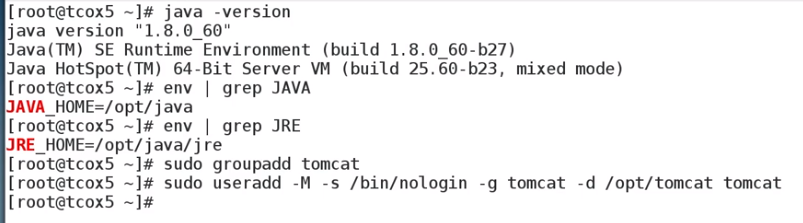 [root@tcox5 ~]# java -version
java version "1.8.0_60"
Java(TM) SE Runtime Environment (build 1.8.0_60-b27)
Java HotSpot(TM) 64-Bit Server VM (build 25.60-b23, mixed mode)
[root@tcox5 ~]# env | grep JAVA
JAVA_HOME=/opt/java
[root@tcox5 ~]# env | grep JRE
JRE_HOME=/opt/java/jre
[root@tcox5 ~]# sudo groupadd tomcat
[root@tcox5 ~]# sudo useradd -M -s /bin/nologin -g tomcat -d /opt/tomcat tomcat
[root@tcox5 ~]#